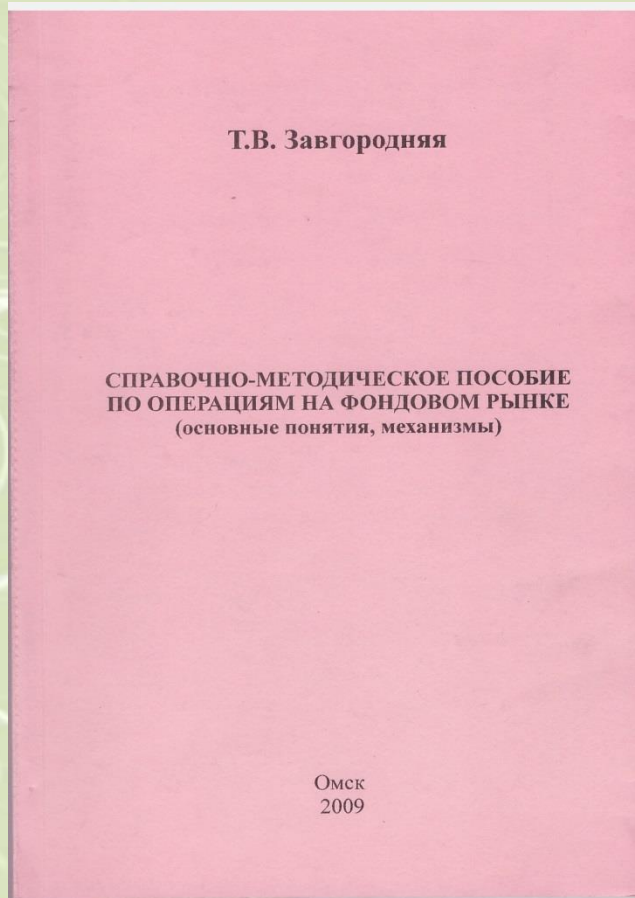 Т.В. Завгородняя
СПРАВОЧНО-МЕТОДИЧЕСКОЕ ПОСОБИЕ
ПО ОПЕРАЦИЯМ НА ФОНДОВОМ РЫНКЕ
(основные понятия, механизмы)
Омск
2009